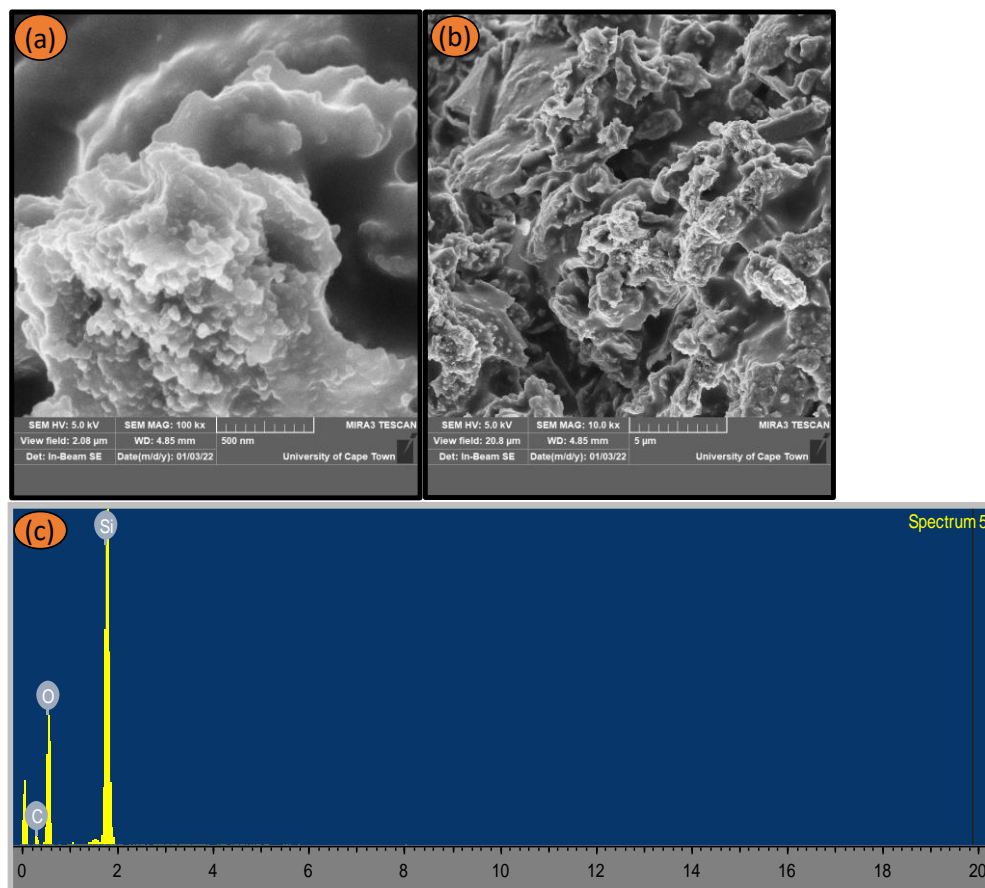 (a)
SEM HV: 5.0 kV SEM MAG: 100 kx MIRA3 TESCAN
View field: 2.08 µm WD: 4.85 mm 500 nm
Det: In-Beam SE Date(m/d/y): 01/03/22 University of Cape Town
(b)
SEM HV: 5.0 kV SEM MAG: 10.0 kx MIRA3 TESCAN
View field: 20.8 µm WD: 4.85 mm 5 µm
Det: In-Beam SE Date(m/d/y): 01/03/22 University of Cape Town
(c)
Spectrum 5
Si
O
C
0 2 4 6 8 10 12 14 16 18 20